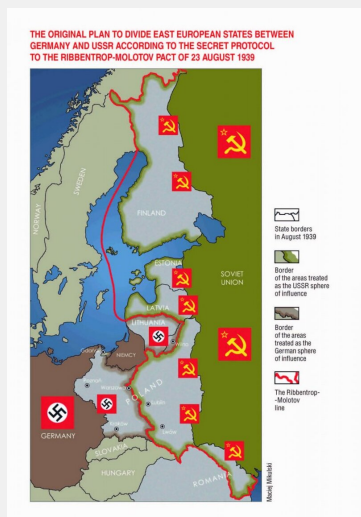 THE ORIGINAL PLAN TO DIVIDE EAST EUROPEAN STATES BETWEEN
GERMANY AND USSR ACCORDING TO THE SECRET PROTOCOL
TO THE RIBBENTROP-MOLOTOV PACT OF 23 AUGUST 1939
NORWAY
SWEDEN
FINLAND
ESTONIA
SOVIET
UNION
LATVIA
LITHUANIA
NIEMCY
POLAND
GERMANY
SLOVAKIA
HUNGARY
ROMANIA
State borders
in August 1939
Border
of the areas treated
as the USSR sphere
of influence
Border
of the areas
treated as the
German sphere
of influence
The Ribbentrop-
-Molotov
line
Maciej Mikulski